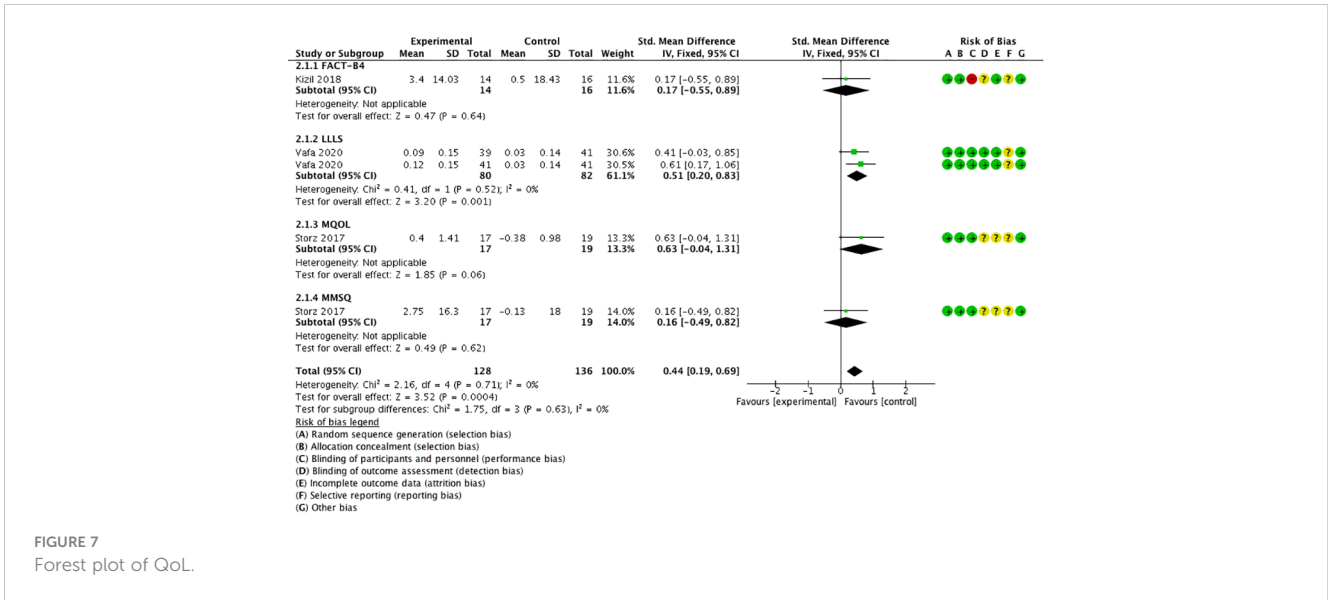 Experimental Control Std. Mean Difference Std. Mean Difference Risk of Bias
Study or Subgroup Mean SD Total Mean SD Total Weight IV, Fixed, 95% CI IV, Fixed, 95% CI A B C D E F G
2.1.1 FACT-B4
Kizil 2018 3.4 14.03 14 0.5 18.43 16 11.6% 0.17 [-0.55, 0.89] + + - ? + ? +
Subtotal (95% CI) 14 16 11.6% 0.17 [-0.55, 0.89]
Heterogeneity: Not applicable
Test for overall effect: Z = 0.47 (P = 0.64)
2.1.2 LLLS
Vafa 2020 0.09 0.15 39 0.03 0.14 41 30.6% 0.41 [-0.03, 0.85] + + + + + ? +
Vafa 2020 0.12 0.15 41 0.03 0.14 41 30.5% 0.61 [0.17, 1.06] + + + + + ? +
Subtotal (95% CI) 80 82 61.1% 0.51 [0.20, 0.83]
Heterogeneity: Chi² = 0.41, df = 1 (P = 0.52); I² = 0%
Test for overall effect: Z = 3.20 (P = 0.001)
2.1.3 MQOL
Storz 2017 0.4 1.41 17 -0.38 0.98 19 13.3% 0.63 [-0.04, 1.31] + + + ? ? ? +
Subtotal (95% CI) 17 19 13.3% 0.63 [-0.04, 1.31]
Heterogeneity: Not applicable
Test for overall effect: Z = 1.85 (P = 0.06)
2.1.4 MMSQ
Storz 2017 2.75 16.3 17 -0.13 18 19 14.0% 0.16 [-0.49, 0.82] + + + ? ? ? +
Subtotal (95% CI) 17 19 14.0% 0.16 [-0.49, 0.82]
Heterogeneity: Not applicable
Test for overall effect: Z = 0.49 (P = 0.62)
Total (95% CI) 128 136 100.0% 0.44 [0.19, 0.69]
Heterogeneity: Chi² = 2.16, df = 4 (P = 0.71); I² = 0%
Test for overall effect: Z = 3.52 (P = 0.0004)
Test for subgroup differences: Chi² = 1.75, df = 3 (P = 0.63), I² = 0%
-2 -1 0 1 2
Favours [experimental] Favours [control]
Risk of bias legend
(A) Random sequence generation (selection bias)
(B) Allocation concealment (selection bias)
(C) Blinding of participants and personnel (performance bias)
(D) Blinding of outcome assessment (detection bias)
(E) Incomplete outcome data (attrition bias)
(F) Selective reporting (reporting bias)
(G) Other bias
FIGURE 7
Forest plot of QoL.